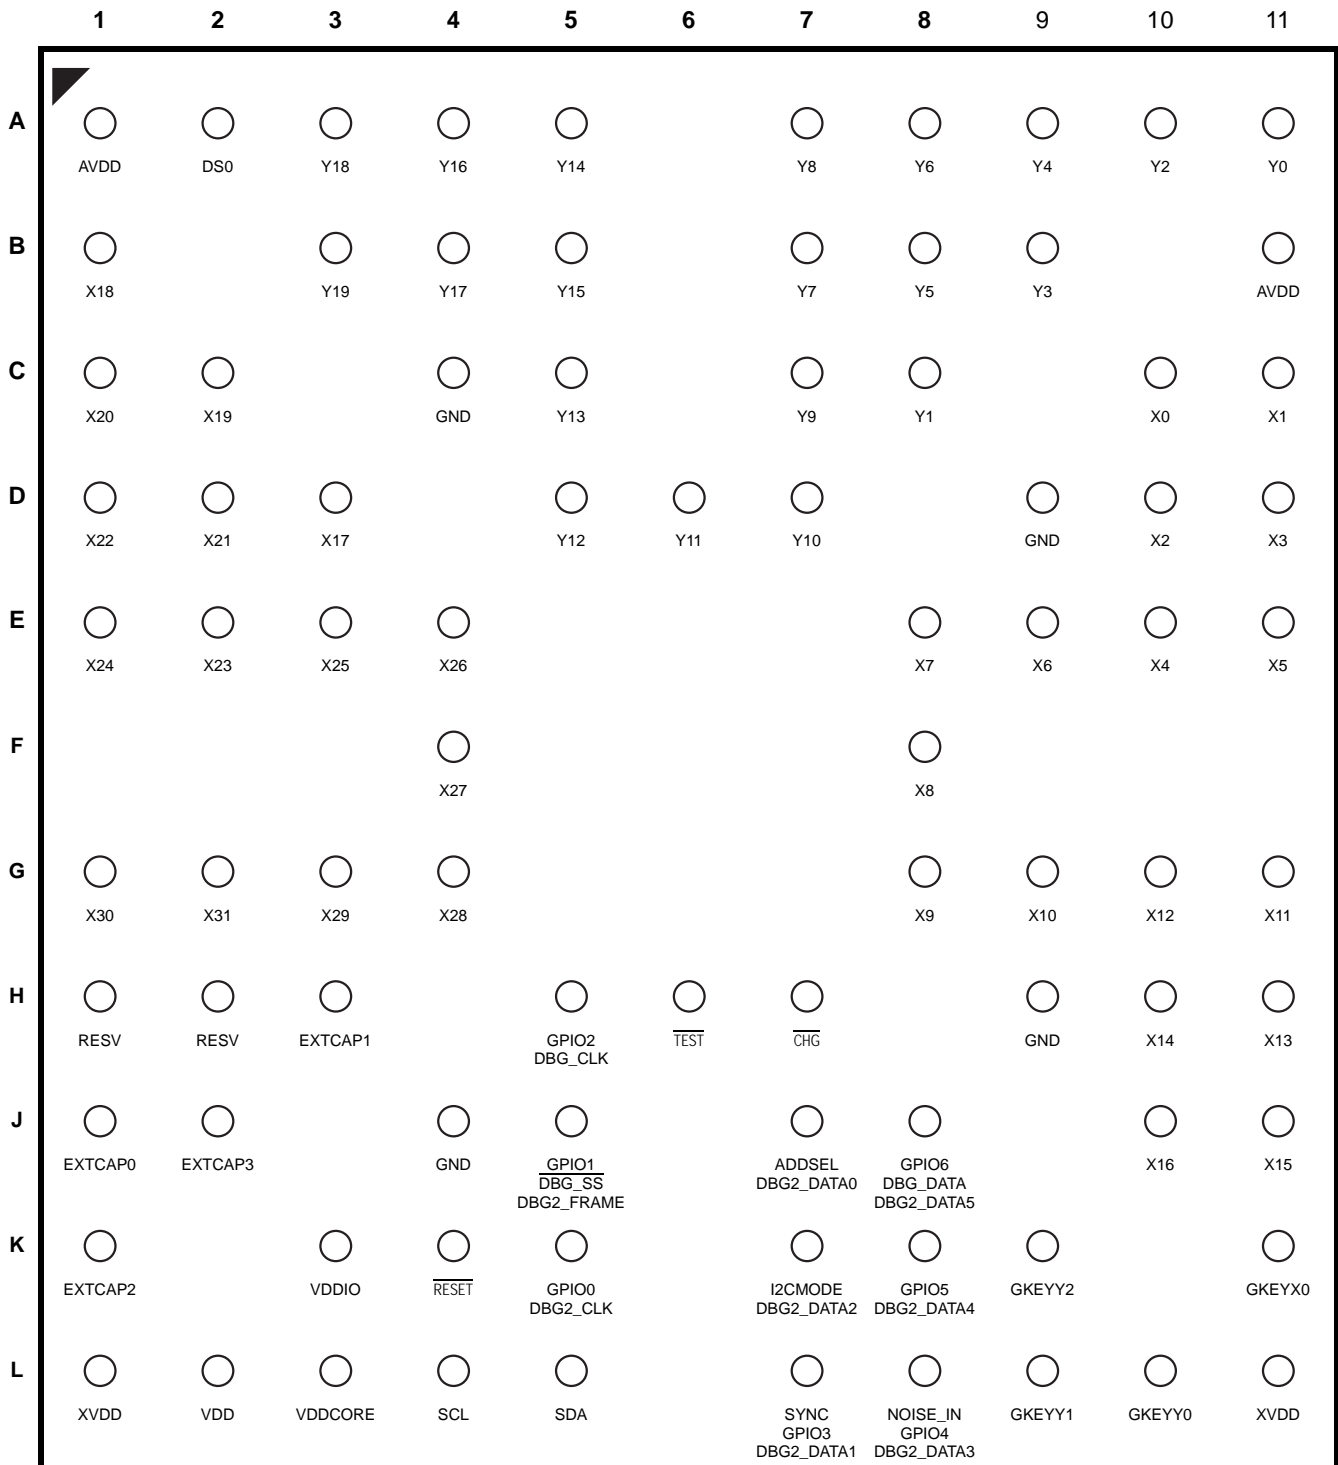 1 2 3 4 5 6 7 8 9 10 11
A
AVDD DS0 Y18 Y16 Y14 Y8 Y6 Y4 Y2 Y0
B
X18 Y19 Y17 Y15 Y7 Y5 Y3 AVDD
C
X20 X19 GND Y13 Y9 Y1 X0 X1
D
X22 X21 X17 Y12 Y11 Y10 GND X2 X3
E
X24 X23 X25 X26 X7 X6 X4 X5
F
X27 X8
G
X30 X31 X29 X28 X9 X10 X12 X11
H
RESV RESV EXTCAP1 GPIO2 TEST CHG GND X14 X13
DBG_CLK
J
EXTCAP0 EXTCAP3 GND GPIO1 ADDSEL GPIO6 X16 X15
DBG_SS DBG2_DATA0 DBG_DATA
DBG2_FRAME DBG2_DATA5
K
EXTCAP2 VDDIO RESET GPIO0 I2CMODE GPIO5 GKEYY2 GKEYX0
DBG2_CLK DBG2_DATA2 DBG2_DATA4
L
XVDD VDD VDDCORE SCL SDA SYNC NOISE_IN GKEYY1 GKEYY0 XVDD
GPIO3 GPIO4
DBG2_DATA1 DBG2_DATA3